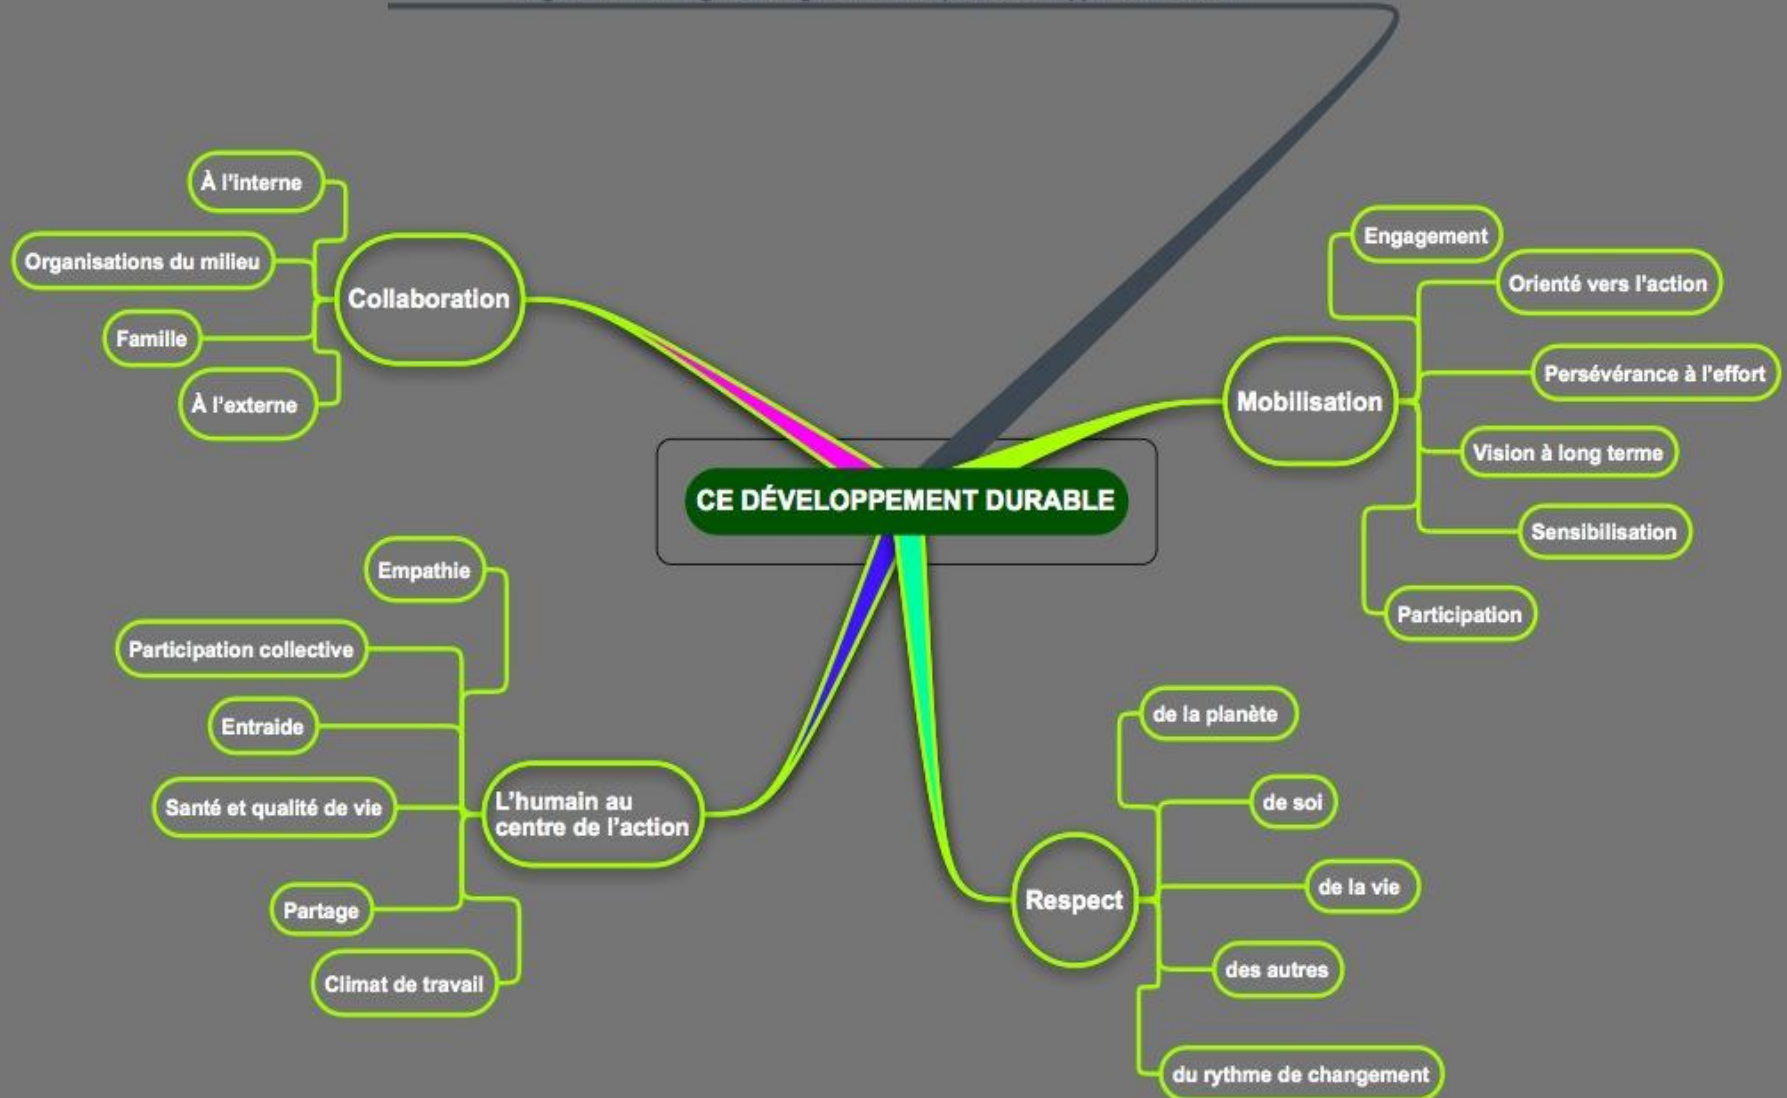 À l'interne
Organisations du milieu
Famille
À l'externe
Collaboration
Engagement
Orienté vers l'action
Persévérance à l'effort
Vision à long terme
Sensibilisation
Participation
Mobilisation
CE DÉVELOPPEMENT DURABLE
Empathie
Participation collective
Entraide
Santé et qualité de vie
Partage
Climat de travail
L'humain au
centre de l'action
Respect
de la planète
de soi
de la vie
des autres
du rythme de changement